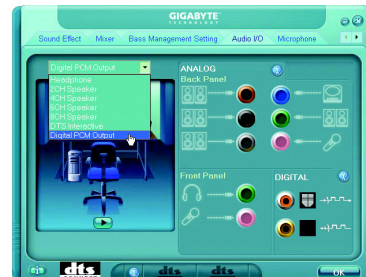 GIGABYTE
TECHNOLOGY
Sound Effect Mixer Bass Management Setting Audio I/O Microphone
Digital PCM Output
Headphone
2CH Speaker
4CH Speaker
6CH Speaker
8CH Speaker
DTS Interactive
Digital PCM Output
ANALOG
Back Panel
Front Panel
DIGITAL
dts
dts
dts
OK